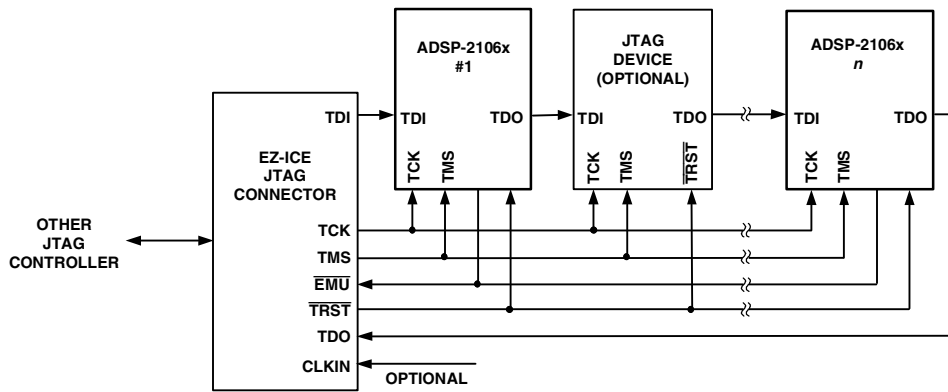 ADSP-2106x
#1
TDI
TDO
TCK
TMS
JTAG
DEVICE
(OPTIONAL)
TDI
TDO
TCK
TMS
TRST
ADSP-2106x
n
TDI
TDO
TCK
TMS
EZ-ICE
JTAG
CONNECTOR
TDI
TCK
TMS
EMU
TRST
TDO
CLKIN
OTHER
JTAG
CONTROLLER
OPTIONAL